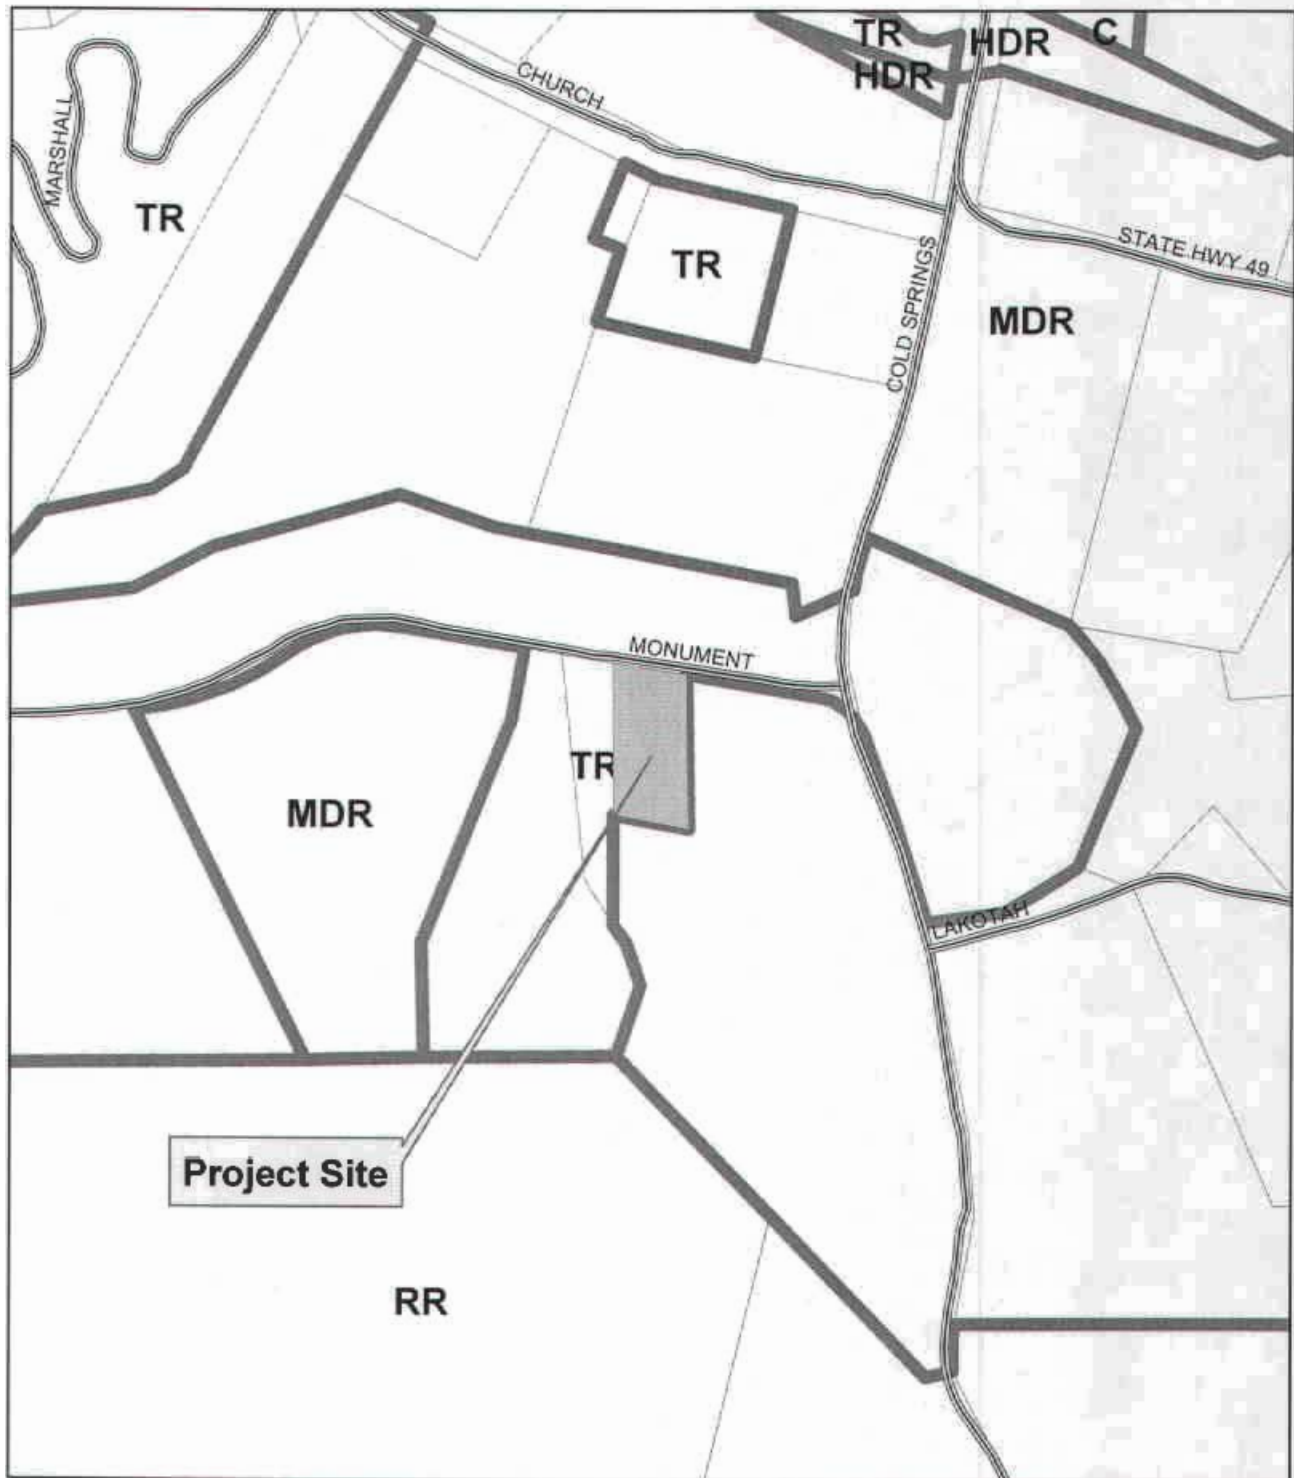 TR
HDR
C
HDR
CHURCH
MARSHALL
TR
TR
COLD SPRINGS
STATE HWY 49
MDR
MONUMENT
TR
MDR
LAKOTAH
Project Site
RR